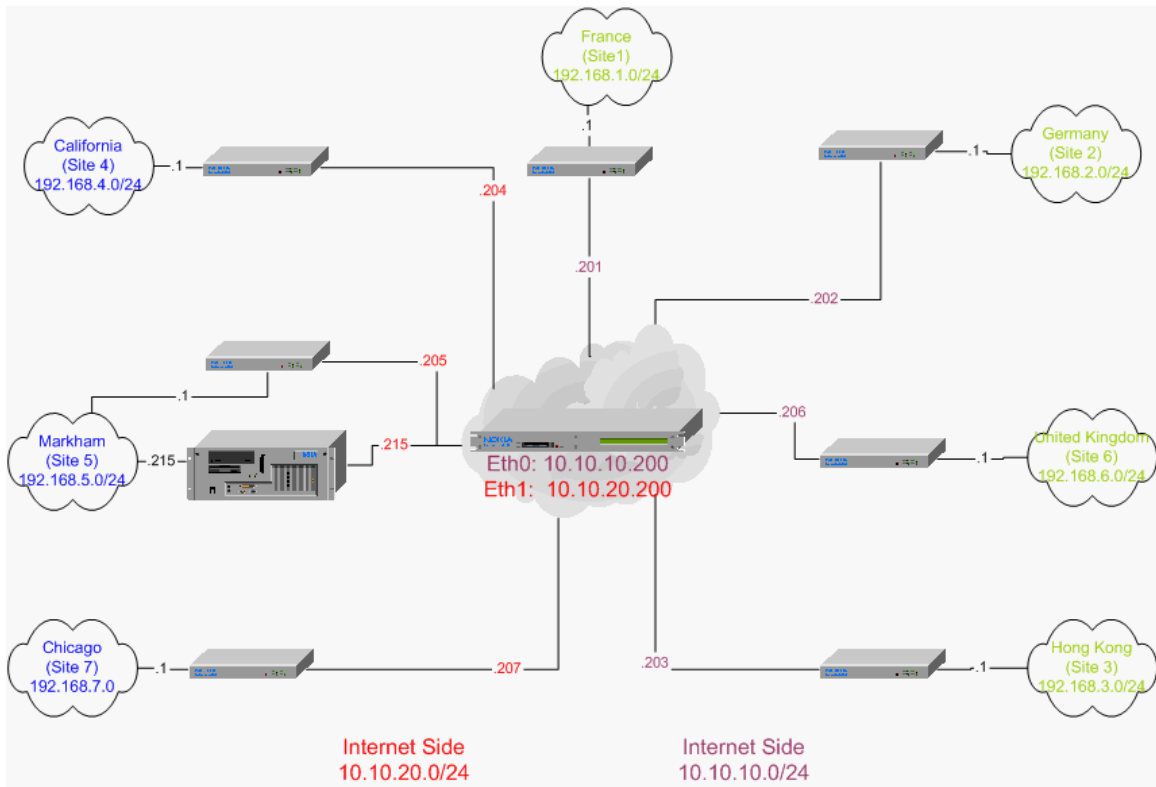 France
(Site1)
192.168.1.0/24
.1
California
(Site 4)
192.168.4.0/24
.1
.204
Germany
(Site 2)
192.168.2.0/24
.1
.201
.202
.205
.1
Markham
(Site 5)
192.168.5.0/24
.215
.215
NOKIA
Eth0: 10.10.10.200
Eth1: 10.10.20.200
.206
United Kingdom
(Site 6)
192.168.6.0/24
.1
Chicago
(Site 7)
192.168.7.0
.1
.207
.203
Hong Kong
(Site 3)
192.168.3.0/24
.1
Internet Side
10.10.20.0/24
Internet Side
10.10.10.0/24